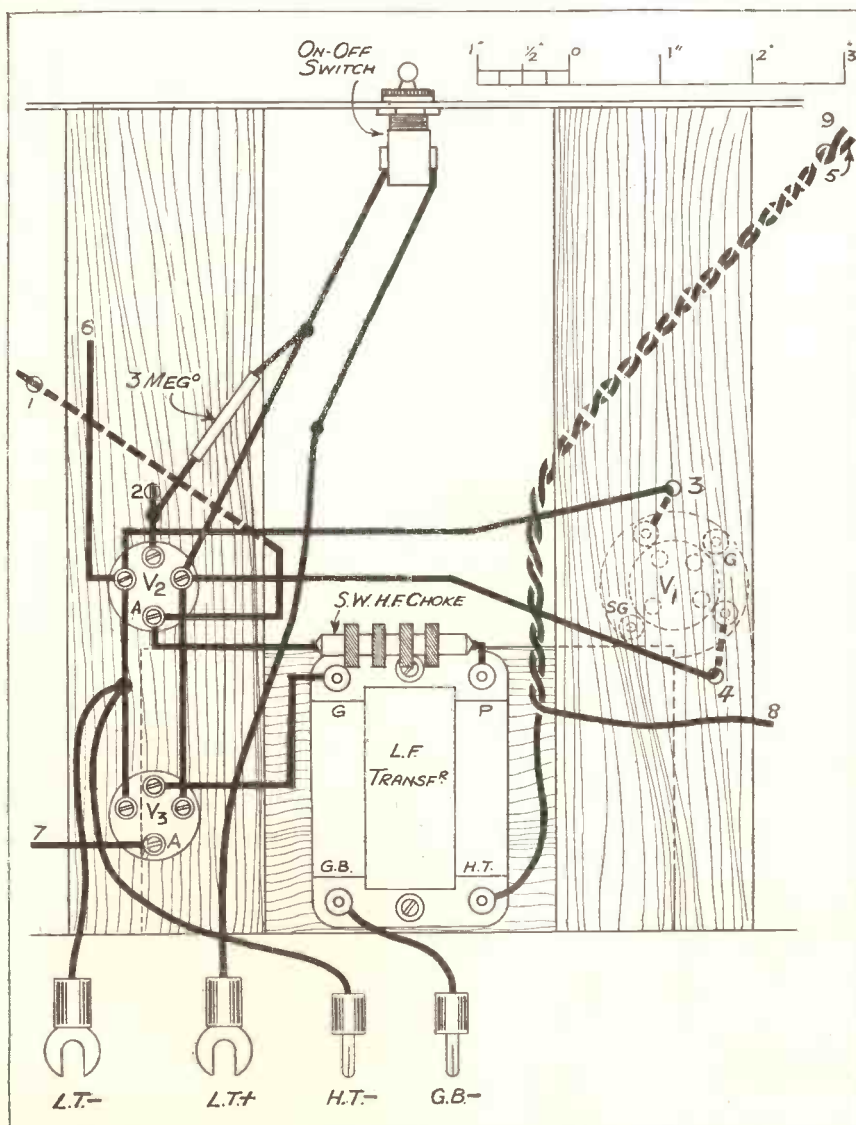 ON-OFF
SWITCH
1"
½"
0
1"
2"
3"
9
5
6
3 MEGº
1
2
3
V2
V1
G
A
SG
S.W. H.F. CHOKE
4
G
P
8
L.F.
TRANSFR
V3
7
A
G.B.
H.T.
L.T.-
L.T.+
H.T.-
G.B.-